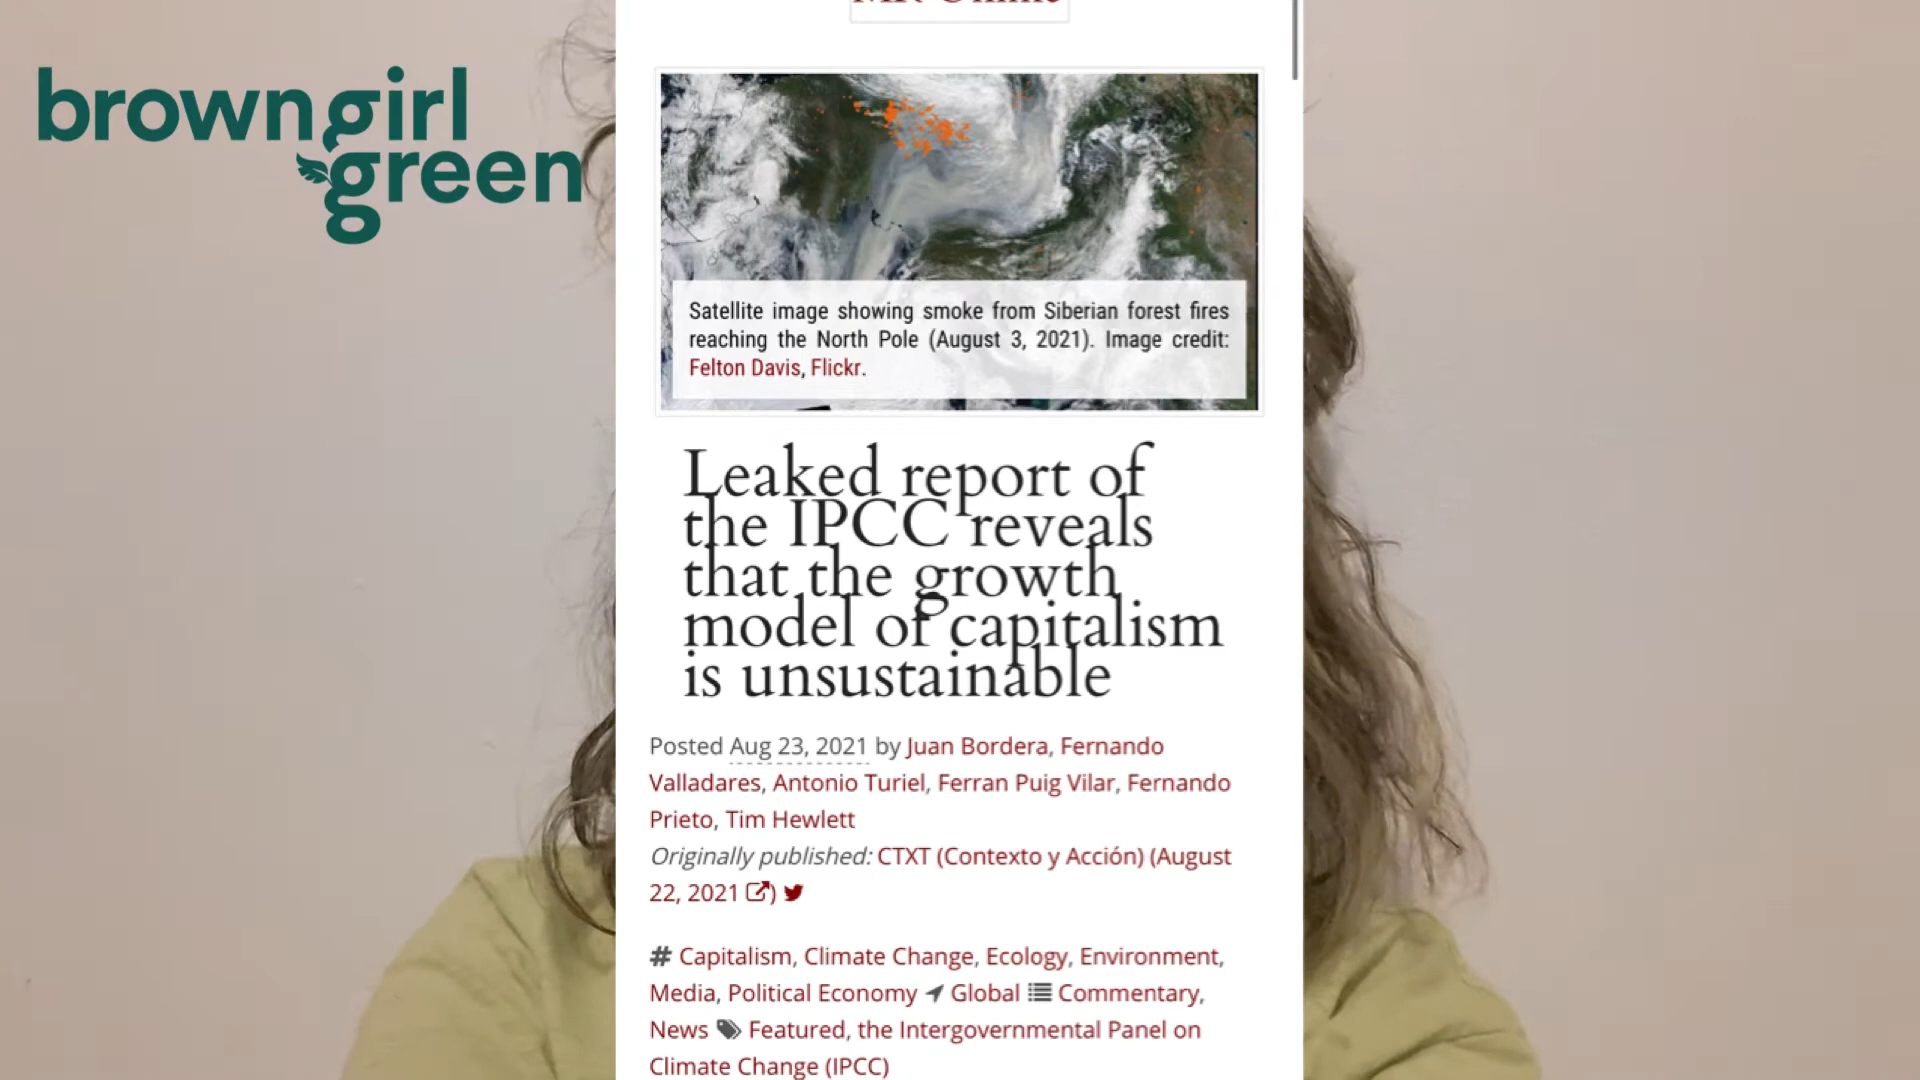 MR Online
browngirl
green
Satellite image showing smoke from Siberian forest fires
reaching the North Pole (August 3, 2021). Image credit:
Felton Davis, Flickr.
Leaked report of
the IPCC reveals
that the growth
model of capitalism
is unsustainable
Posted Aug 23, 2021 by Juan Bordera, Fernando
Valladares, Antonio Turiel, Ferran Puig Vilar, Fernando
Prieto, Tim Hewlett
Originally published: CTXT (Contexto y Acción) (August
22, 2021 )
# Capitalism, Climate Change, Ecology, Environment,
Media, Political Economy Global Commentary,
News Featured, the Intergovernmental Panel on
Climate Change (IPCC)